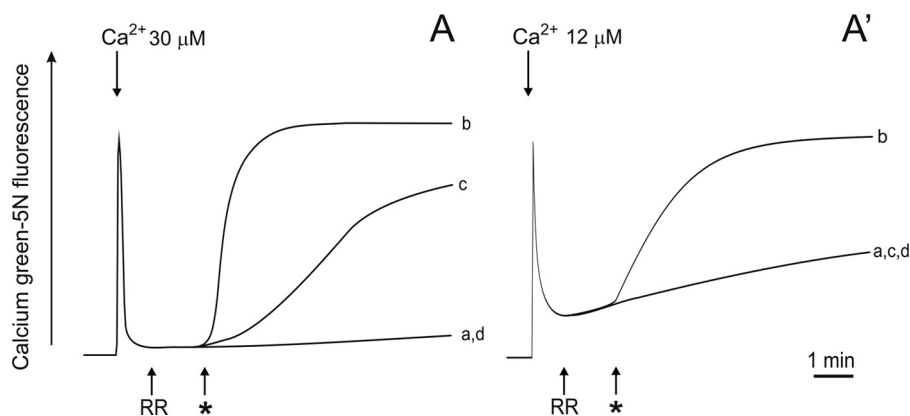 A
A'
Ca2+ 30 μM
Ca2+ 12 μM
Calcium green-5N fluorescence
b
c
a,d
b
a,c,d
RR
*
RR
*
1 min